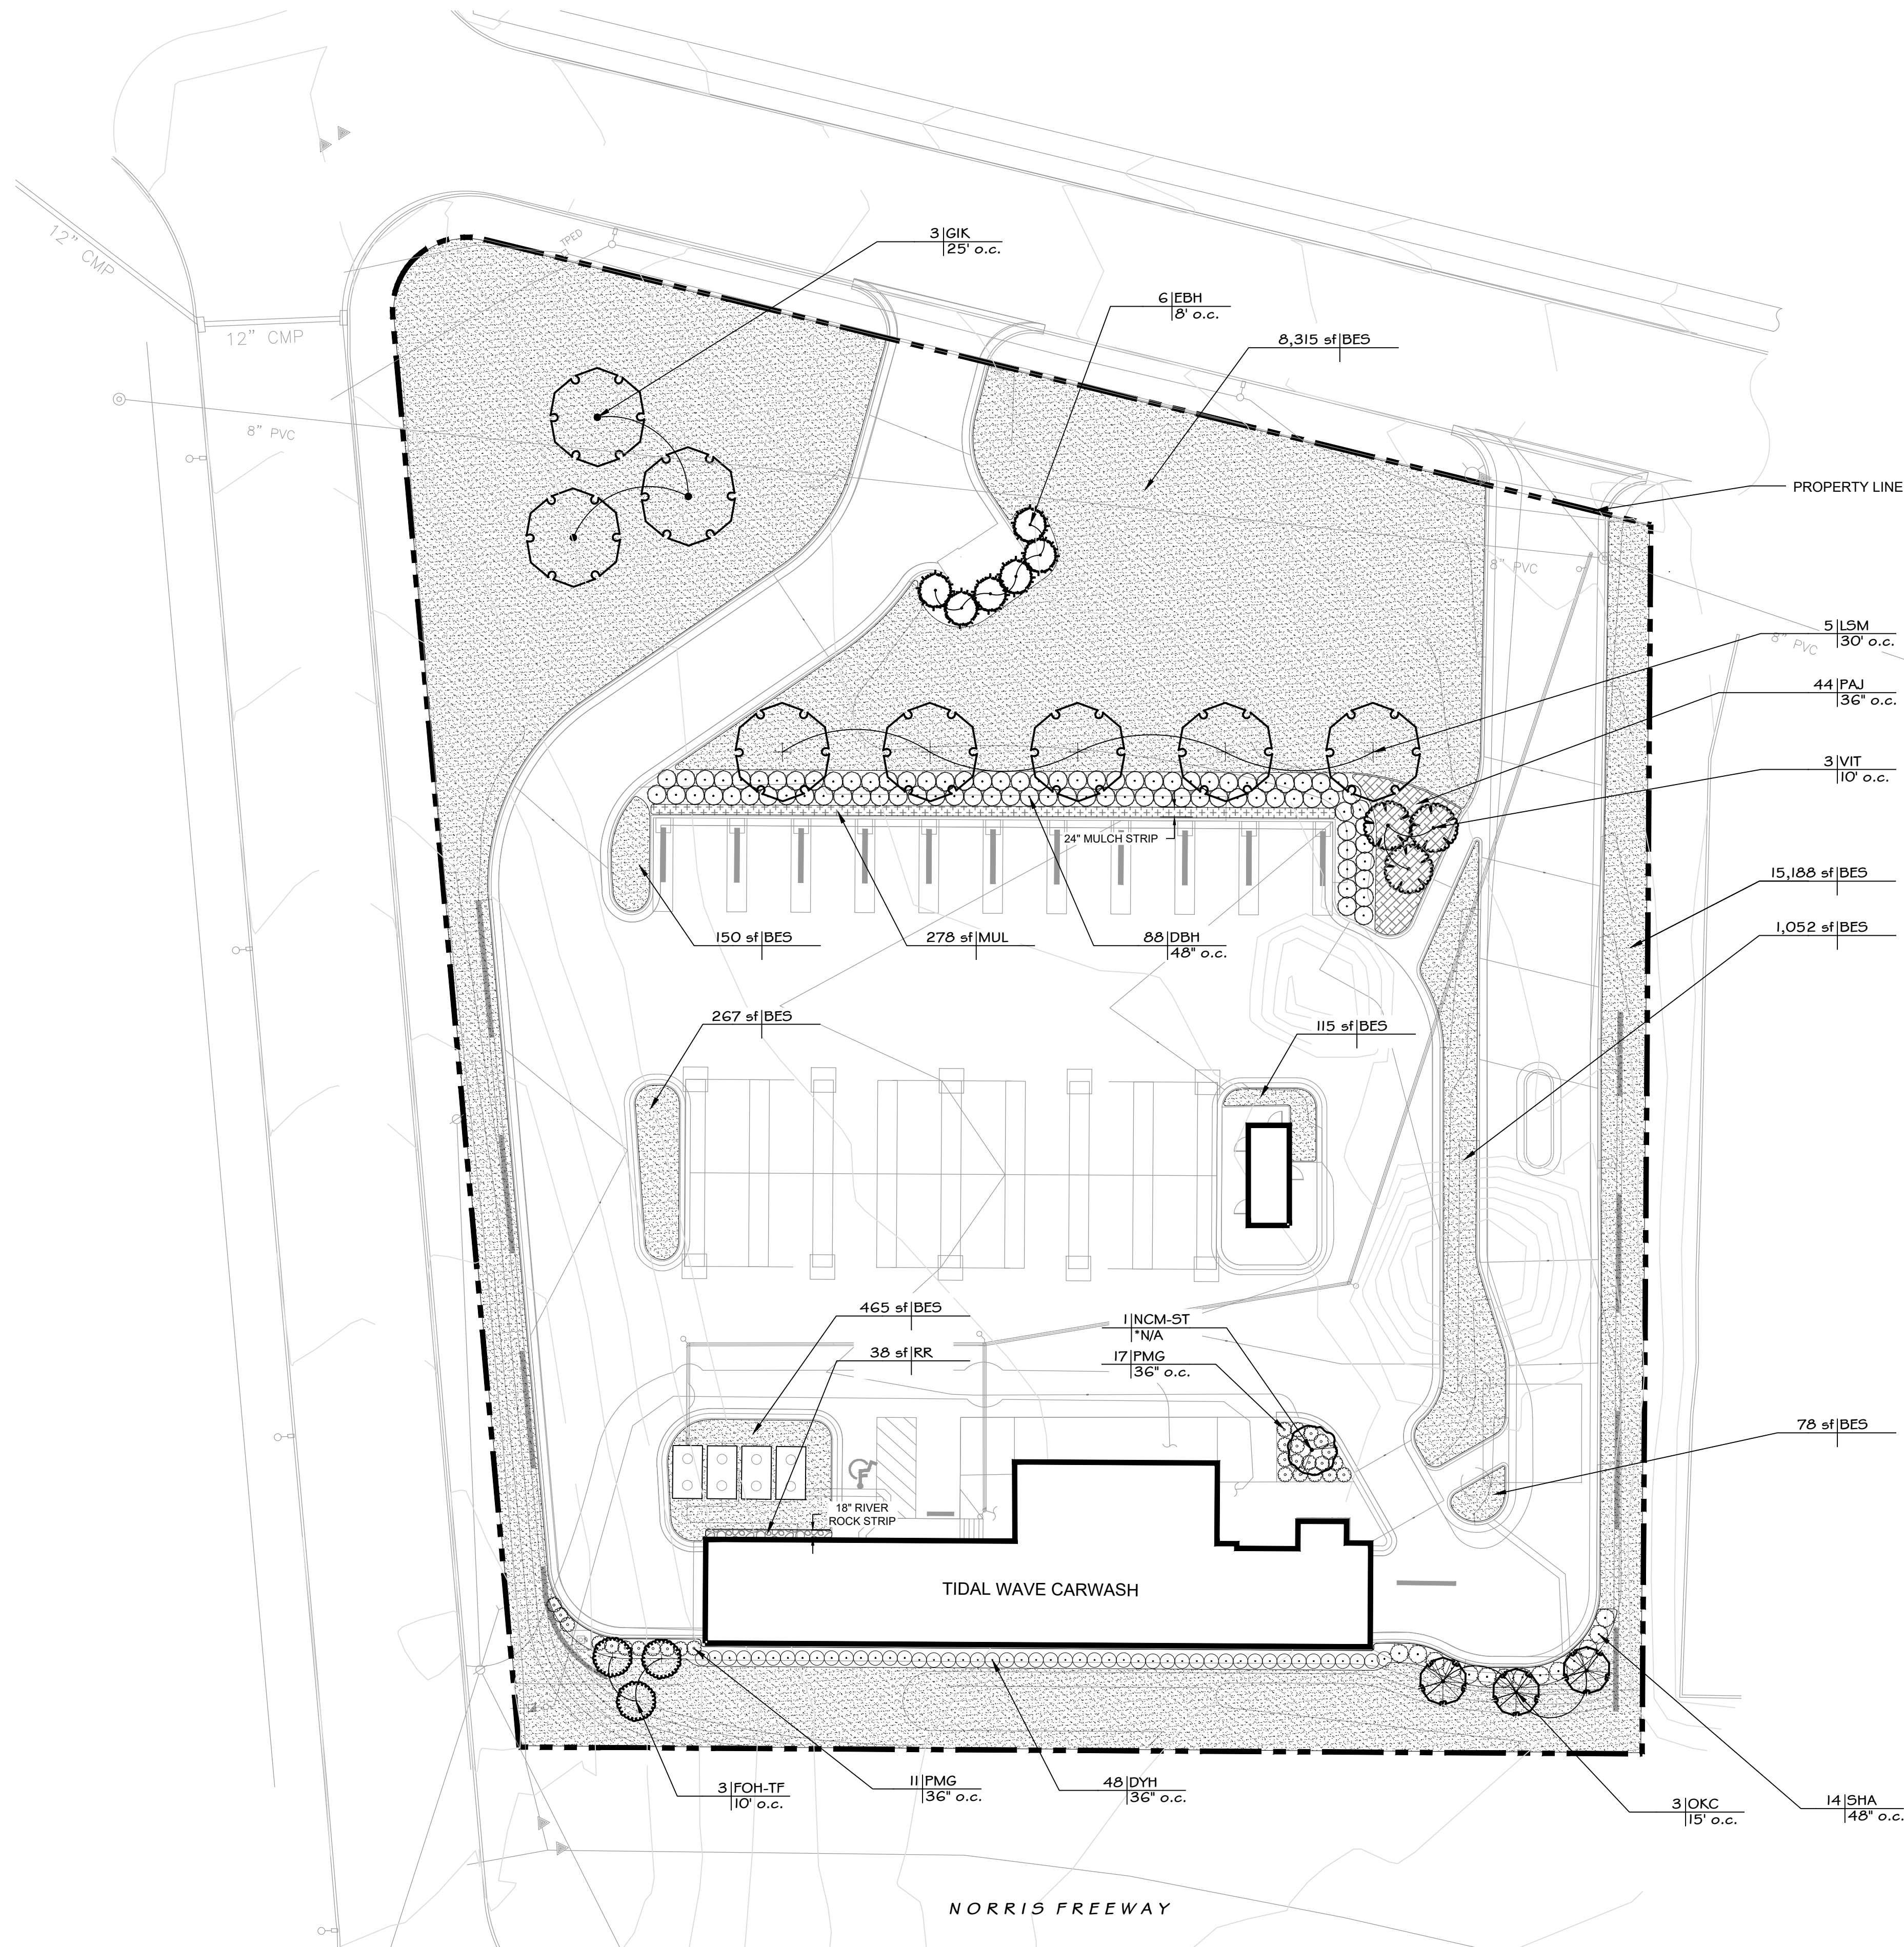 12" CMP
12" CMP
TPED
8" PVC
3 GIK
25' o.c.
6 EBH
8' o.c.
8,315 sf BES
PROPERTY LINE
8" PVC
8" PVC
5 LSM
30' o.c.
44 PAJ
36" o.c.
3 VIT
10' o.c.
24" MULCH STRIP
15,188 sf BES
1,052 sf BES
150 sf BES
278 sf MUL
88 DBH
48" o.c.
267 sf BES
115 sf BES
465 sf BES
38 sf RR
1 NCM-ST
*N/A
17 PMG
36" o.c.
78 sf BES
18" RIVER
ROCK STRIP
TIDAL WAVE CARWASH
3 FOH-TF
10' o.c.
11 PMG
36" o.c.
48 DYH
36" o.c.
3 OKC
15' o.c.
14 SHA
48" o.c.
NORRIS FREEWAY